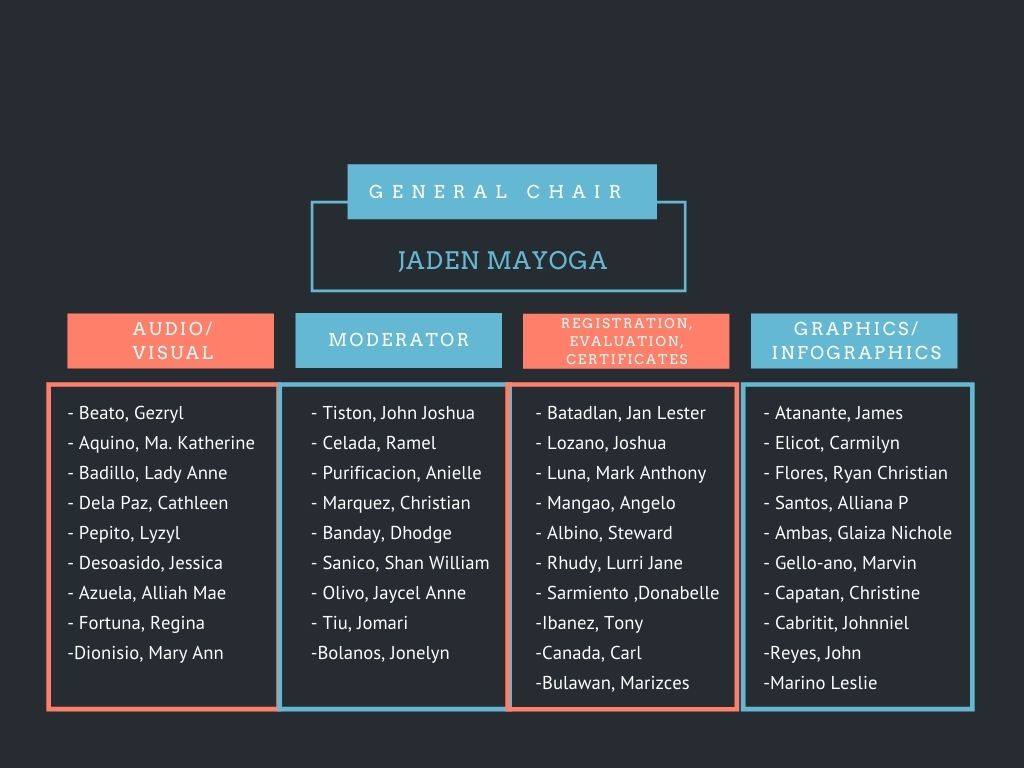 GENERAL CHAIR
JADEN MAYOGA
AUDIO/
VISUAL
- Beato, Gezryl
- Aquino, Ma. Katherine
- Badillo, Lady Anne
- Dela Paz, Cathleen
- Pepito, Lyzyl
- Desoasido, Jessica
- Azuela, Alliah Mae
- Fortuna, Regina
-Dionisio, Mary Ann
MODERATOR
- Tiston, John Joshua
- Celada, Ramel
- Purificacion, Anielle
- Marquez, Christian
- Banday, Dhodge
- Sanico, Shan William
- Olivo, Jaycel Anne
- Tiu, Jomari
-Bolanos, Jonelyn
REGISTRATION,
EVALUATION,
CERTIFICATES
- Batadlan, Jan Lester
- Lozano, Joshua
- Luna, Mark Anthony
- Mangao, Angelo
- Albino, Steward
- Rhudy, Lurri Jane
- Sarmiento ,Donabelle
-Ibanez, Tony
-Canada, Carl
-Bulawan, Marizces
GRAPHICS/
INFOGRAPHICS
- Atanante, James
- Elicot, Carmilyn
- Flores, Ryan Christian
- Santos, Alliana P
- Ambas, Glaiza Nichole
- Gello-ano, Marvin
- Capatan, Christine
- Cabritit, Johnniel
-Reyes, John
-Marino Leslie